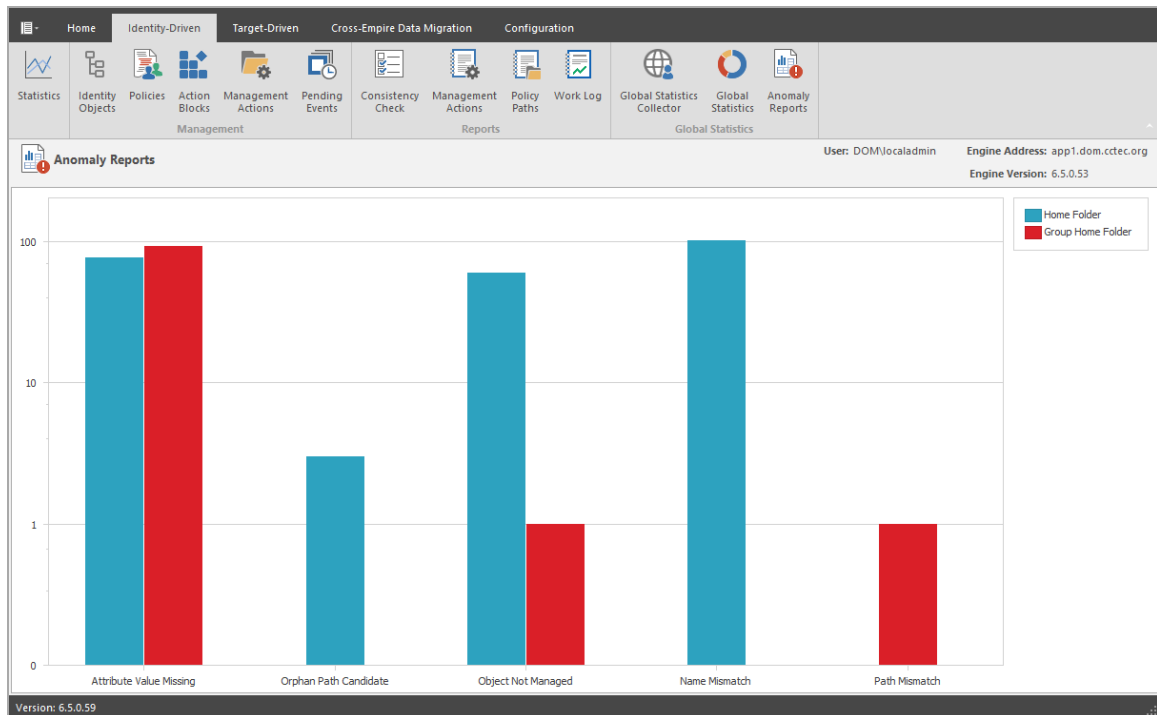 Home Identity-Driven Target-Driven Cross-Empire Data Migration Configuration
Statistics Identity Objects Policies Action Blocks Management Actions Pending Events Consistency Check Management Actions Policy Paths Work Log Global Statistics Collector Global Statistics Anomaly Reports
Management Reports Global Statistics
Anomaly Reports
User: DOM\localadmin Engine Address: app1.dom.cctec.org
Engine Version: 6.5.0.53
Home Folder
Group Home Folder
100
10
1
0
Attribute Value Missing Orphan Path Candidate Object Not Managed Name Mismatch Path Mismatch
Version: 6.5.0.59